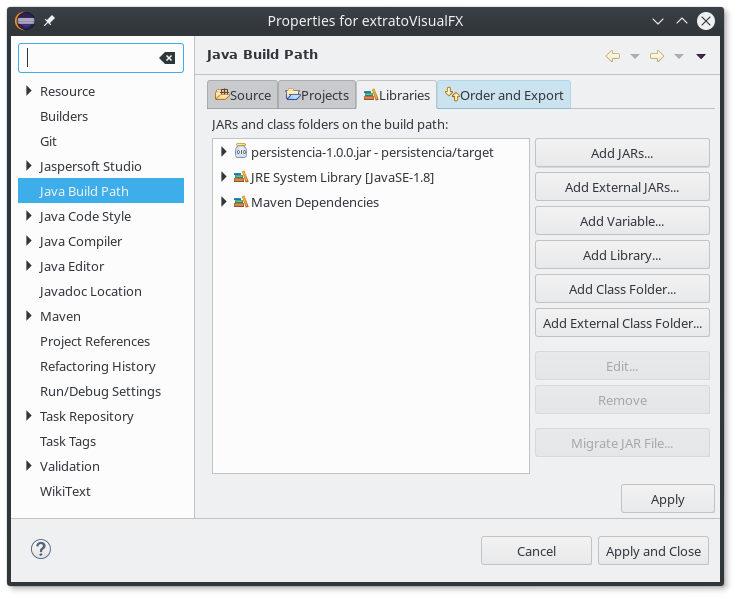 Properties for extratoVisualFX
Java Build Path
Resource
Builders
Git
Jaspersoft Studio
Java Build Path
Java Code Style
Java Compiler
Java Editor
Javadoc Location
Maven
Project References
Refactoring History
Run/Debug Settings
Task Repository
Task Tags
Validation
WikiText
Source
Projects
Libraries
Order and Export
JARs and class folders on the build path:
persistencia-1.0.0.jar - persistencia/target
JRE System Library [JavaSE-1.8]
Maven Dependencies
Add JARs...
Add External JARs...
Add Variable...
Add Library...
Add Class Folder...
Add External Class Folder...
Edit...
Remove
Migrate JAR File...
Apply
?
Cancel
Apply and Close